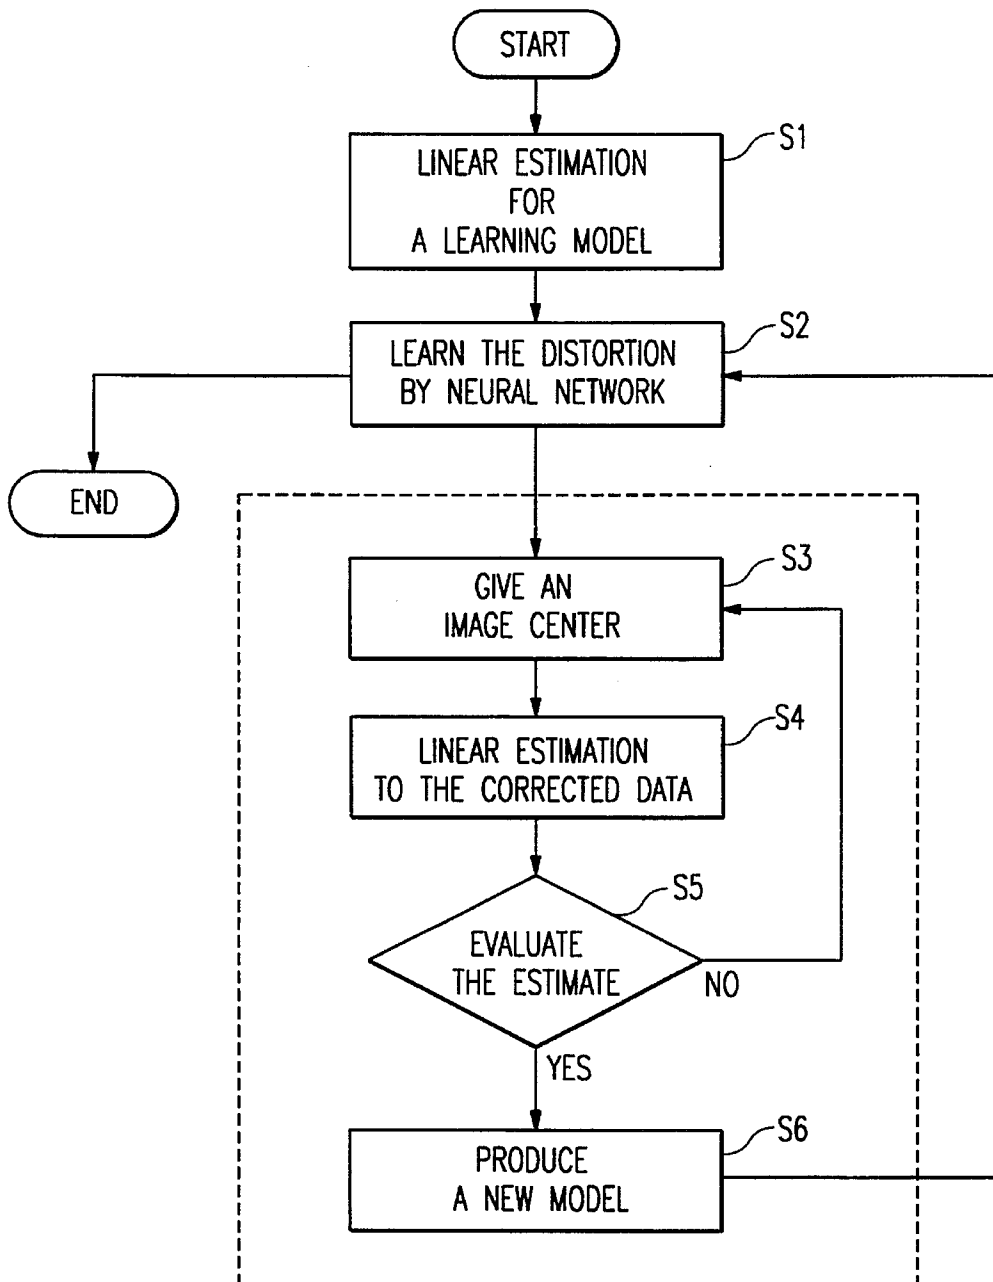 START
S1
LINEAR ESTIMATION
FOR
A LEARNING MODEL
S2
LEARN THE DISTORTION
BY NEURAL NETWORK
END
S3
GIVE AN
IMAGE CENTER
S4
LINEAR ESTIMATION
TO THE CORRECTED DATA
S5
EVALUATE
THE ESTIMATE
NO
YES
S6
PRODUCE
A NEW MODEL